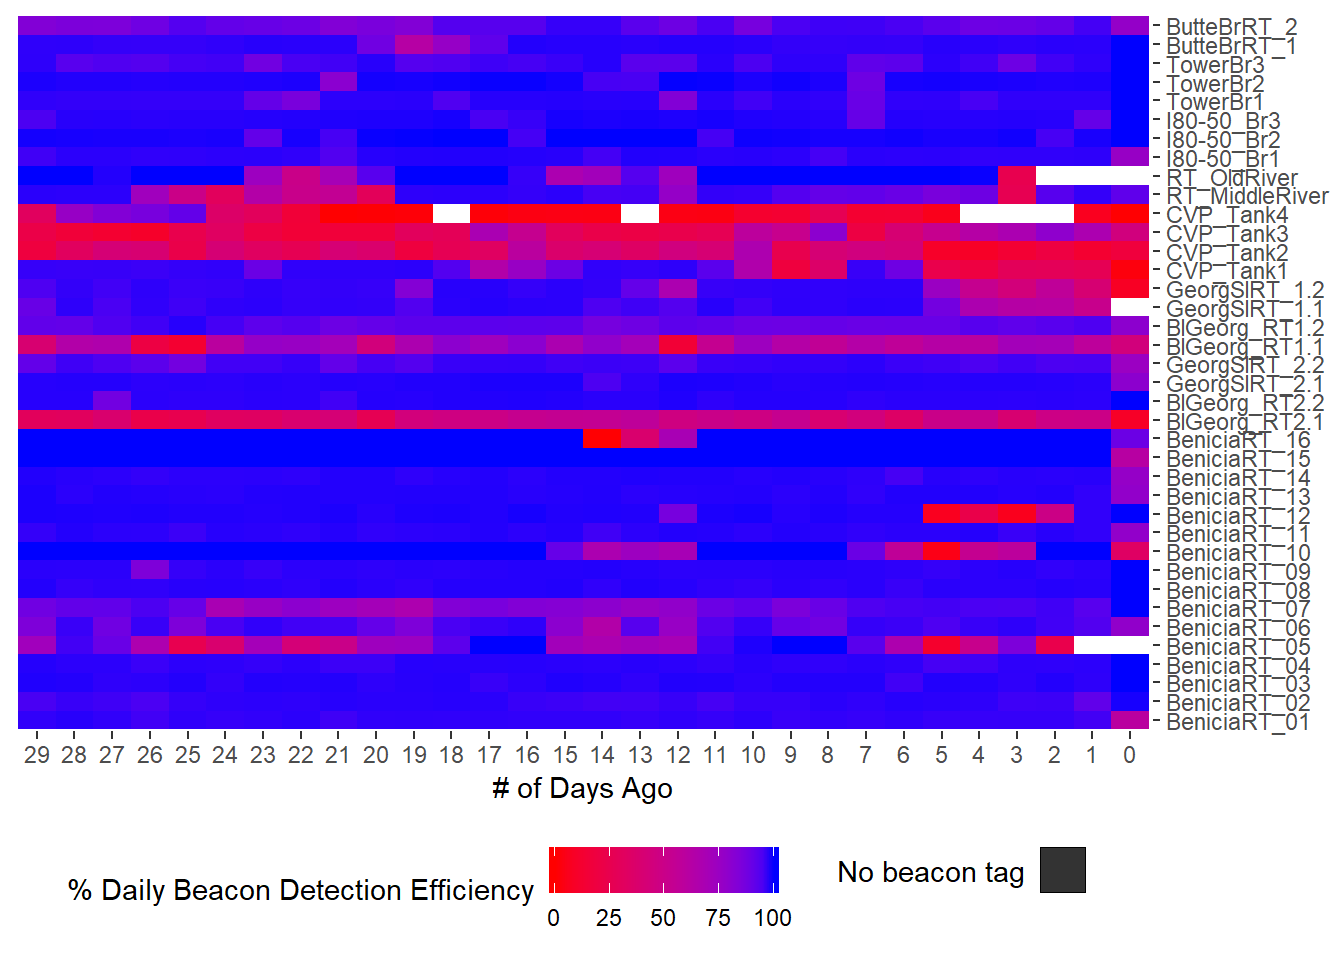 ButteBrRT_2
ButteBrRT_1
TowerBr3
TowerBr2
TowerBr1
I80-50_Br3
I80-50_Br2
I80-50_Br1
RT_OldRiver
RT_MiddleRiver
CVP_Tank4
CVP_Tank3
CVP_Tank2
CVP_Tank1
GeorgSlRT_1.2
GeorgSlRT_1.1
BlGeorg_RT1.2
BlGeorg_RT1.1
GeorgSlRT_2.2
GeorgSlRT_2.1
BlGeorg_RT2.2
BlGeorg_RT2.1
BeniciaRT_16
BeniciaRT_15
BeniciaRT_14
BeniciaRT_13
BeniciaRT_12
BeniciaRT_11
BeniciaRT_10
BeniciaRT_09
BeniciaRT_08
BeniciaRT_07
BeniciaRT_06
BeniciaRT_05
BeniciaRT_04
BeniciaRT_03
BeniciaRT_02
BeniciaRT_01
29 28 27 26 25 24 23 22 21 20 19 18 17 16 15 14 13 12 11 10 9 8 7 6 5 4 3 2 1 0
# of Days Ago
% Daily Beacon Detection Efficiency
0 25 50 75 100
No beacon tag